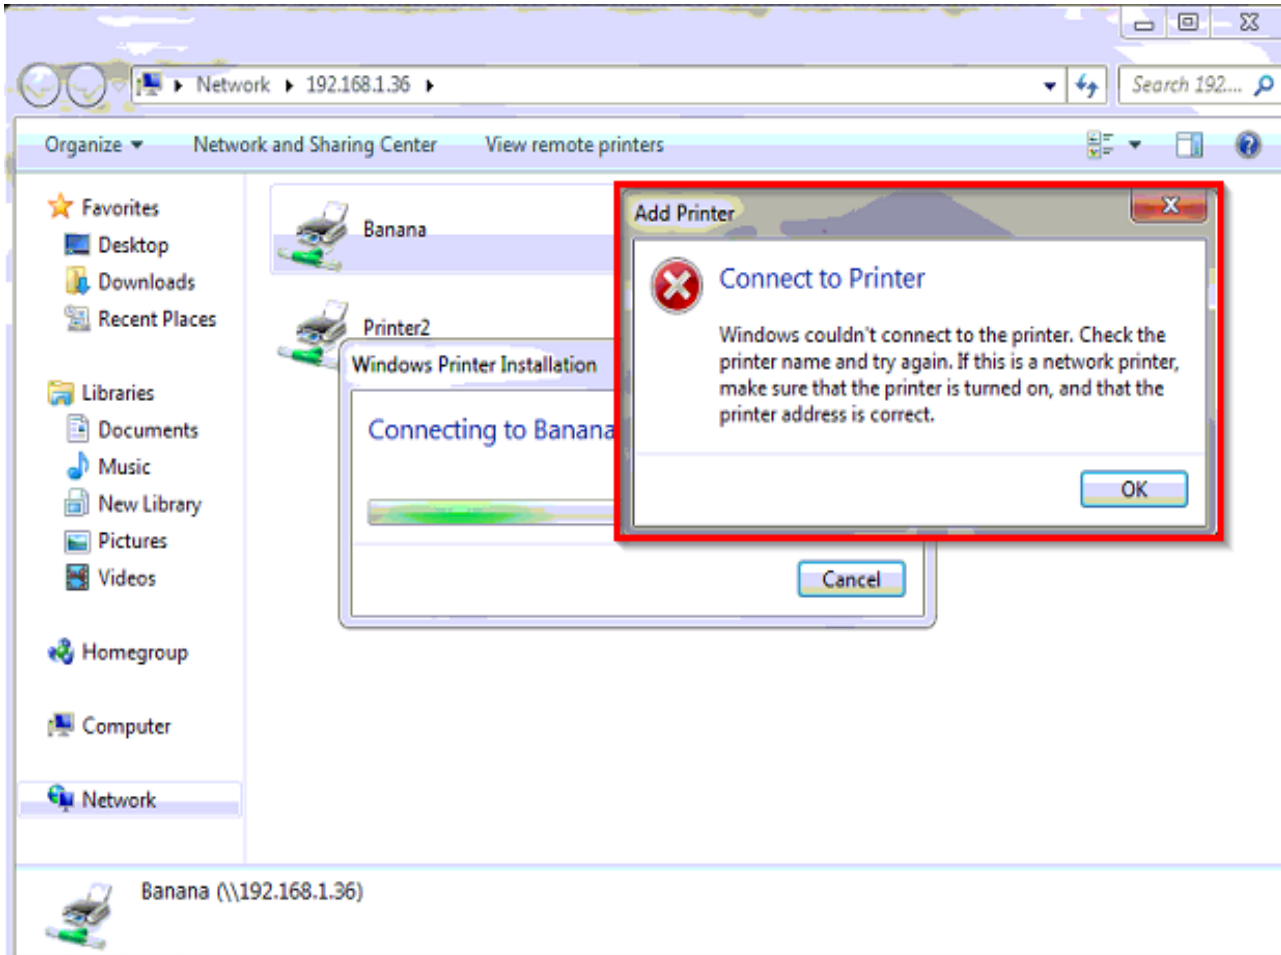 Network 192.168.1.36
Search 192....
Organize Network and Sharing Center View remote printers
Favorites
Desktop
Downloads
Recent Places
Libraries
Documents
Music
New Library
Pictures
Videos
Homegroup
Computer
Network
Banana
Printer2
Windows Printer Installation
Connecting to Banana
Cancel
Add Printer
Connect to Printer
Windows couldn't connect to the printer. Check the
printer name and try again. If this is a network printer,
make sure that the printer is turned on, and that the
printer address is correct.
OK
Banana (\\192.168.1.36)